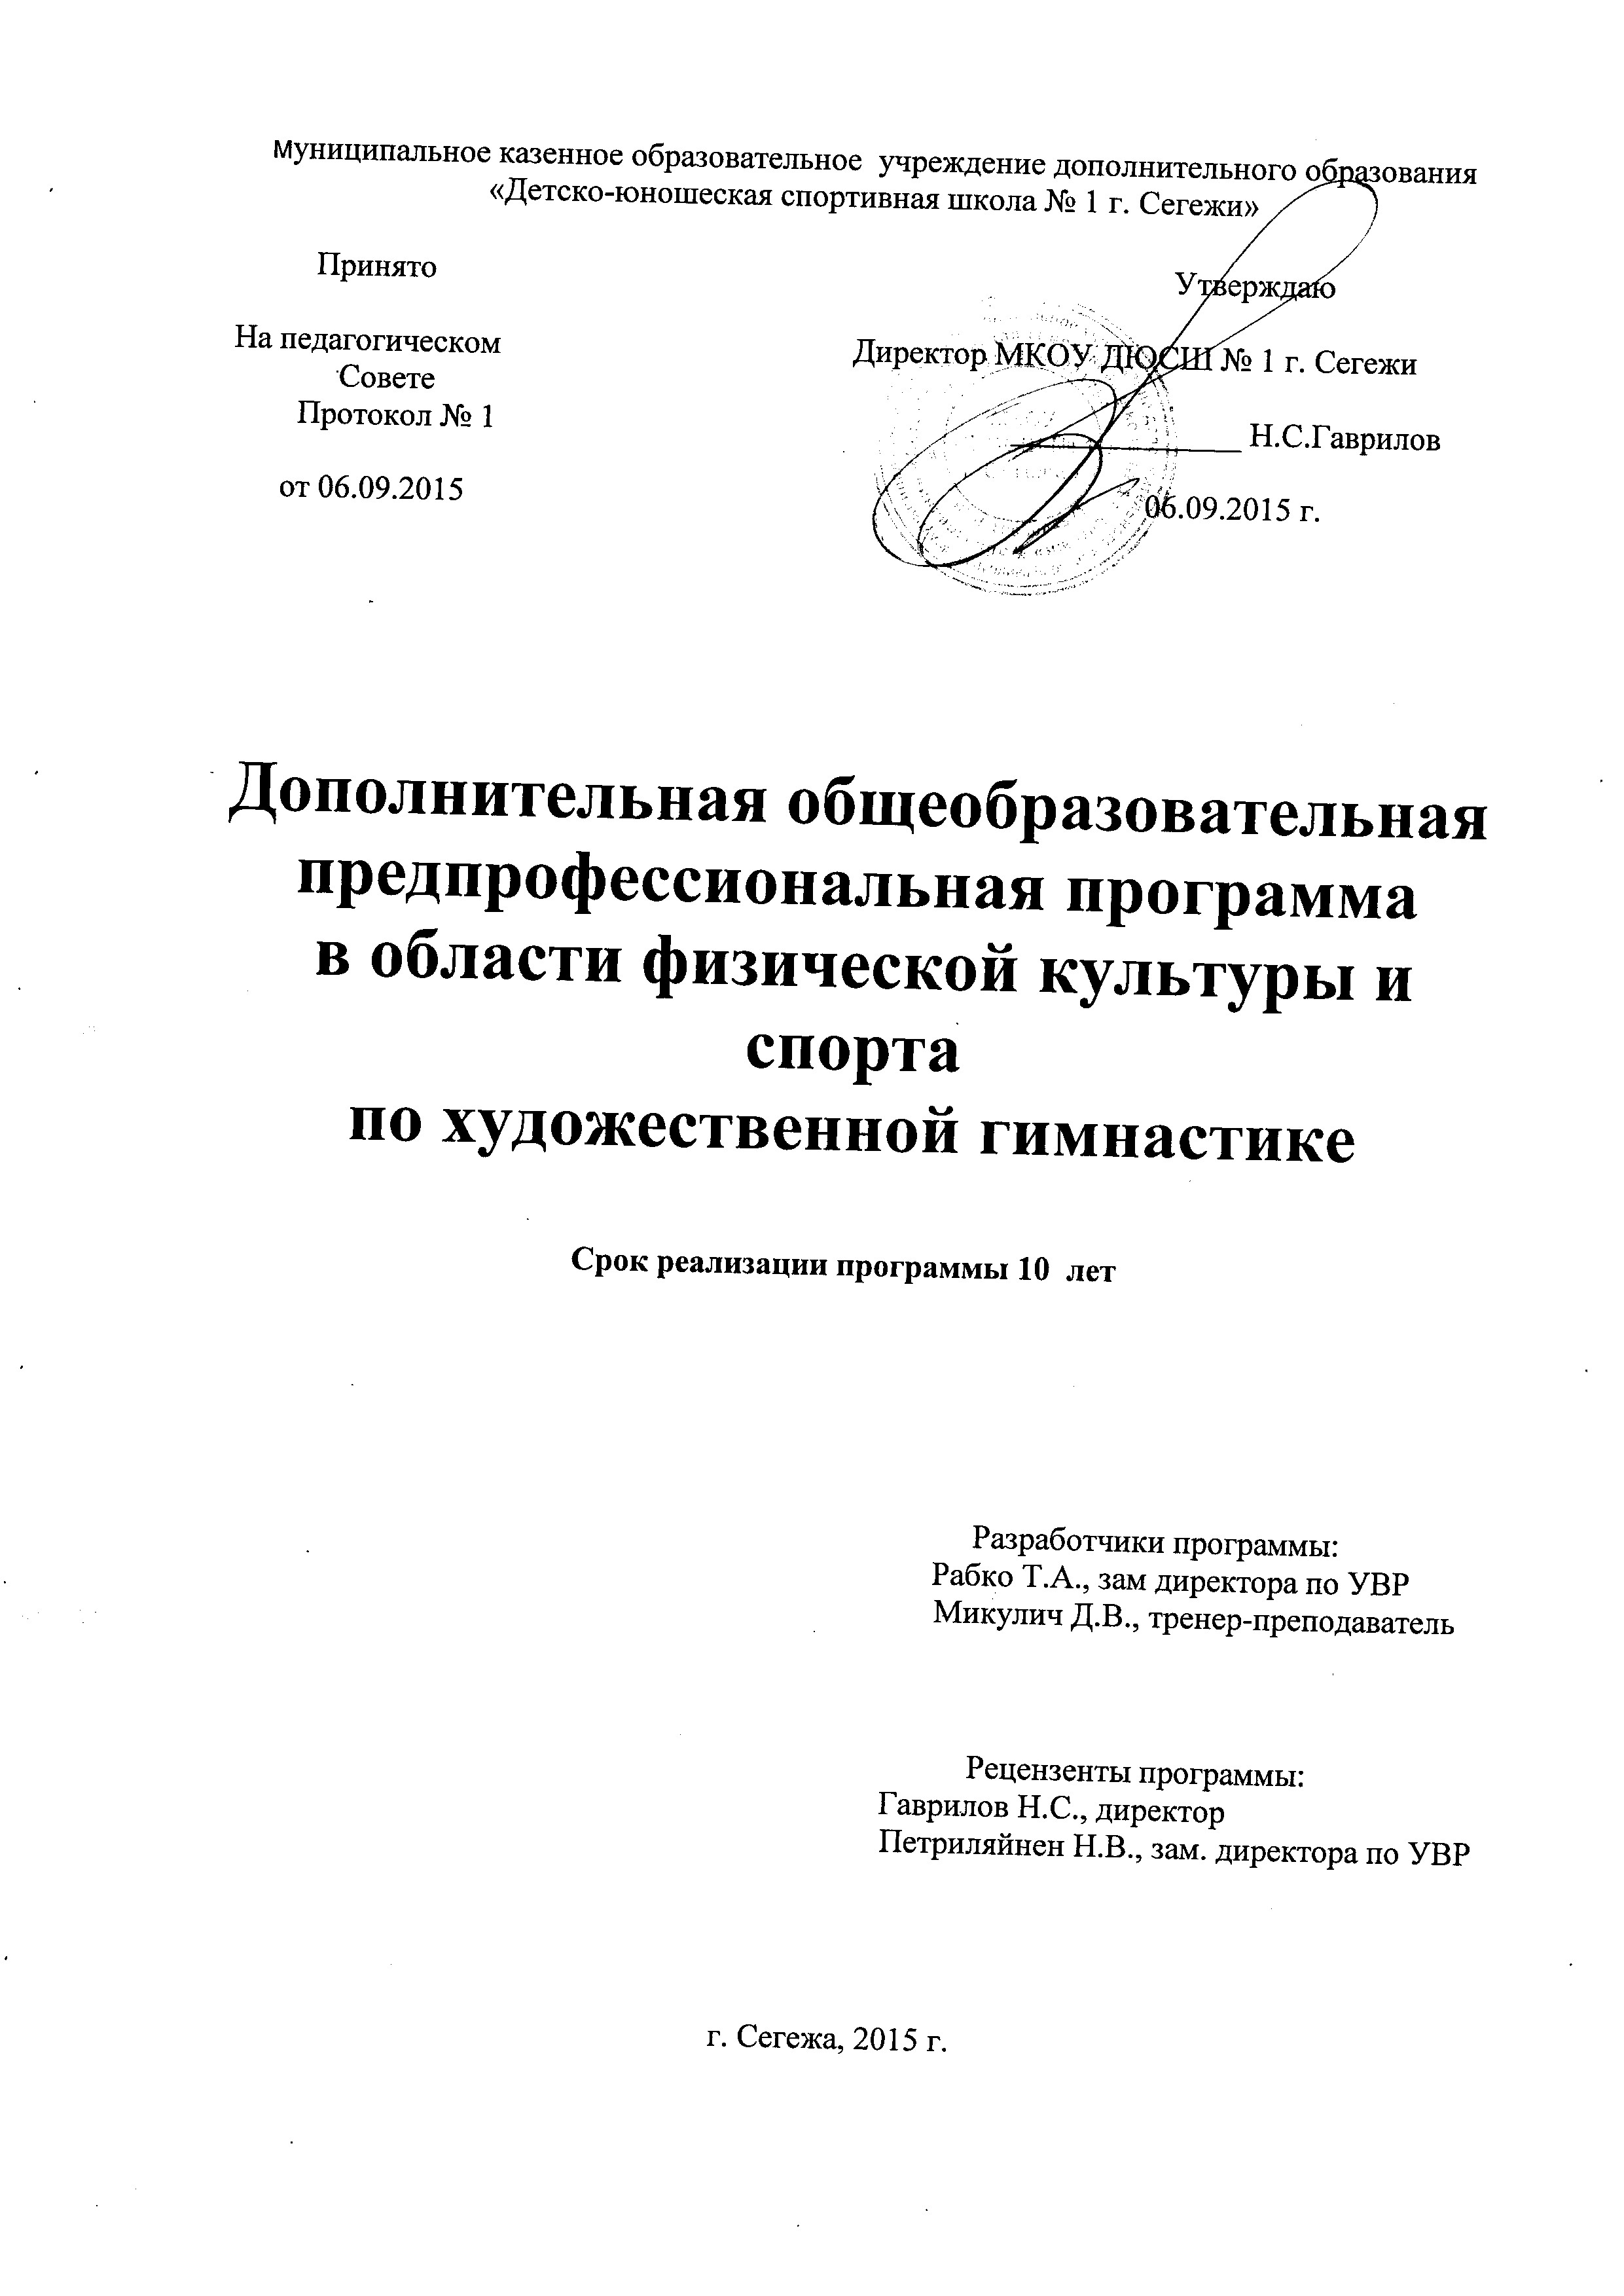 Муниципальное казенное образовательное учреждение дополнительного образования
«Детско-юношеская спортивная школа № 1 г. Сегежи»
Принято
На педагогическом
Совете
Протокол № 1
от 06.09.2015
Утверждаю
Директор МКОУ ДЮСШ № 1 г. Сегежи
Н.С.Гаврилов
06.09.2015 г.
Дополнительная общеобразовательная
предпрофессиональная программа
в области физической культуры и
спорта
по художественной гимнастике
Срок реализации программы 10 лет
Разработчики программы:
Рабко Т.А., зам директора по УВР
Микулич Д.В., тренер-преподаватель
Рецензенты программы:
Гаврилов Н.С., директор
Петриляйнен Н.В., зам. директора по УВР
г. Сегежа, 2015 г.